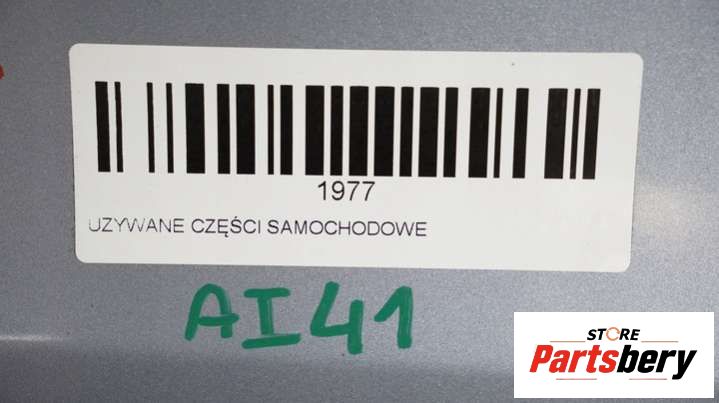 1977
UZYWANE CZĘŚCI SAMOCHODOWE
AI41
STORE
Partsbery